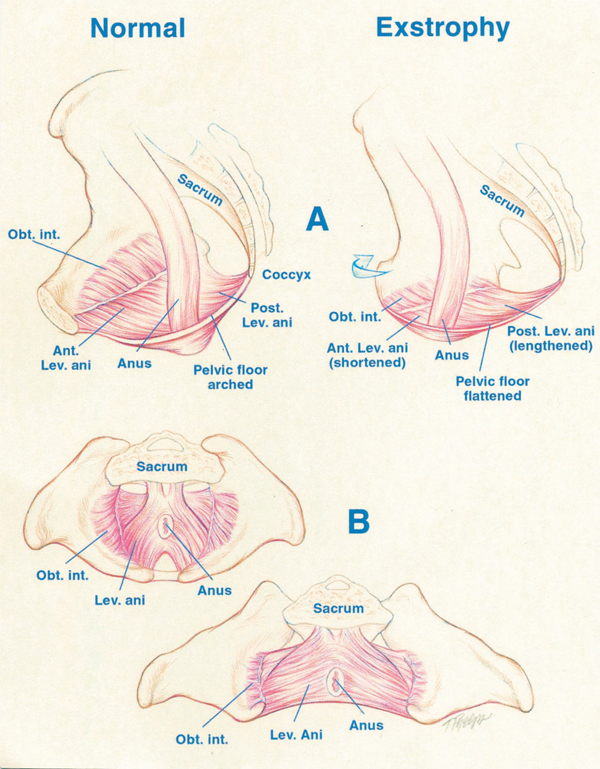 Normal
Exstrophy
Sacrum
Obt. int.
Coccyx
Post.
Lev. ani
Ant.
Lev. ani
Anus
Pelvic floor
arched
A
Sacrum
Obt. int.
Ant. Lev. ani
(shortened)
Anus
Post. Lev. ani
(lengthened)
Pelvic floor
flattened
Sacrum
Obt. int.
Lev. ani
Anus
B
Sacrum
Obt. int.
Lev. Ani
Anus